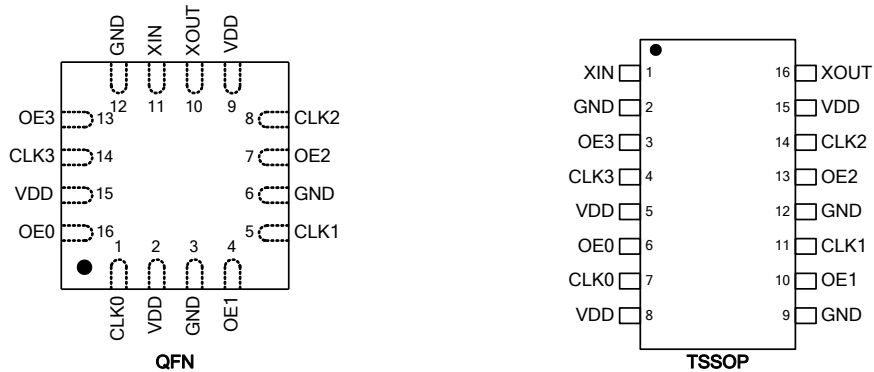 GND XIN XOUT VDD
12 11 10 9
OE3 13 8 CLK2
CLK3 14 7 OE2
VDD 15 6 GND
OE0 16 5 CLK1
1 2 3 4
CLK0 VDD GND OE1
QFN
XIN 1 16 XOUT
GND 2 15 VDD
OE3 3 14 CLK2
CLK3 4 13 OE2
VDD 5 12 GND
OE0 6 11 CLK1
CLK0 7 10 OE1
VDD 8 9 GND
TSSOP